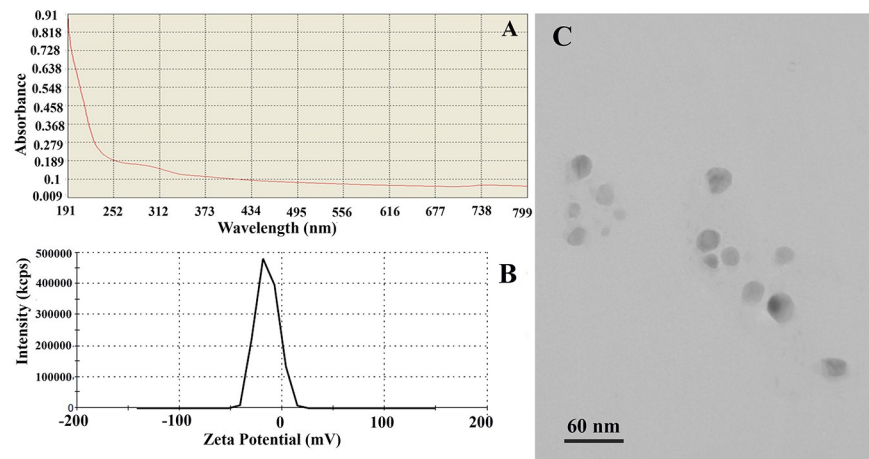 A
0.91
0.818
0.728
0.638
0.548
0.458
0.368
0.279
0.189
0.1
0.009
Absorbance
191 252 312 373 434 495 556 616 677 738 799
Wavelength (nm)
B
500000
400000
300000
200000
100000
0
Intensity (kcps)
-200 -100 0 100 200
Zeta Potential (mV)
C
60 nm